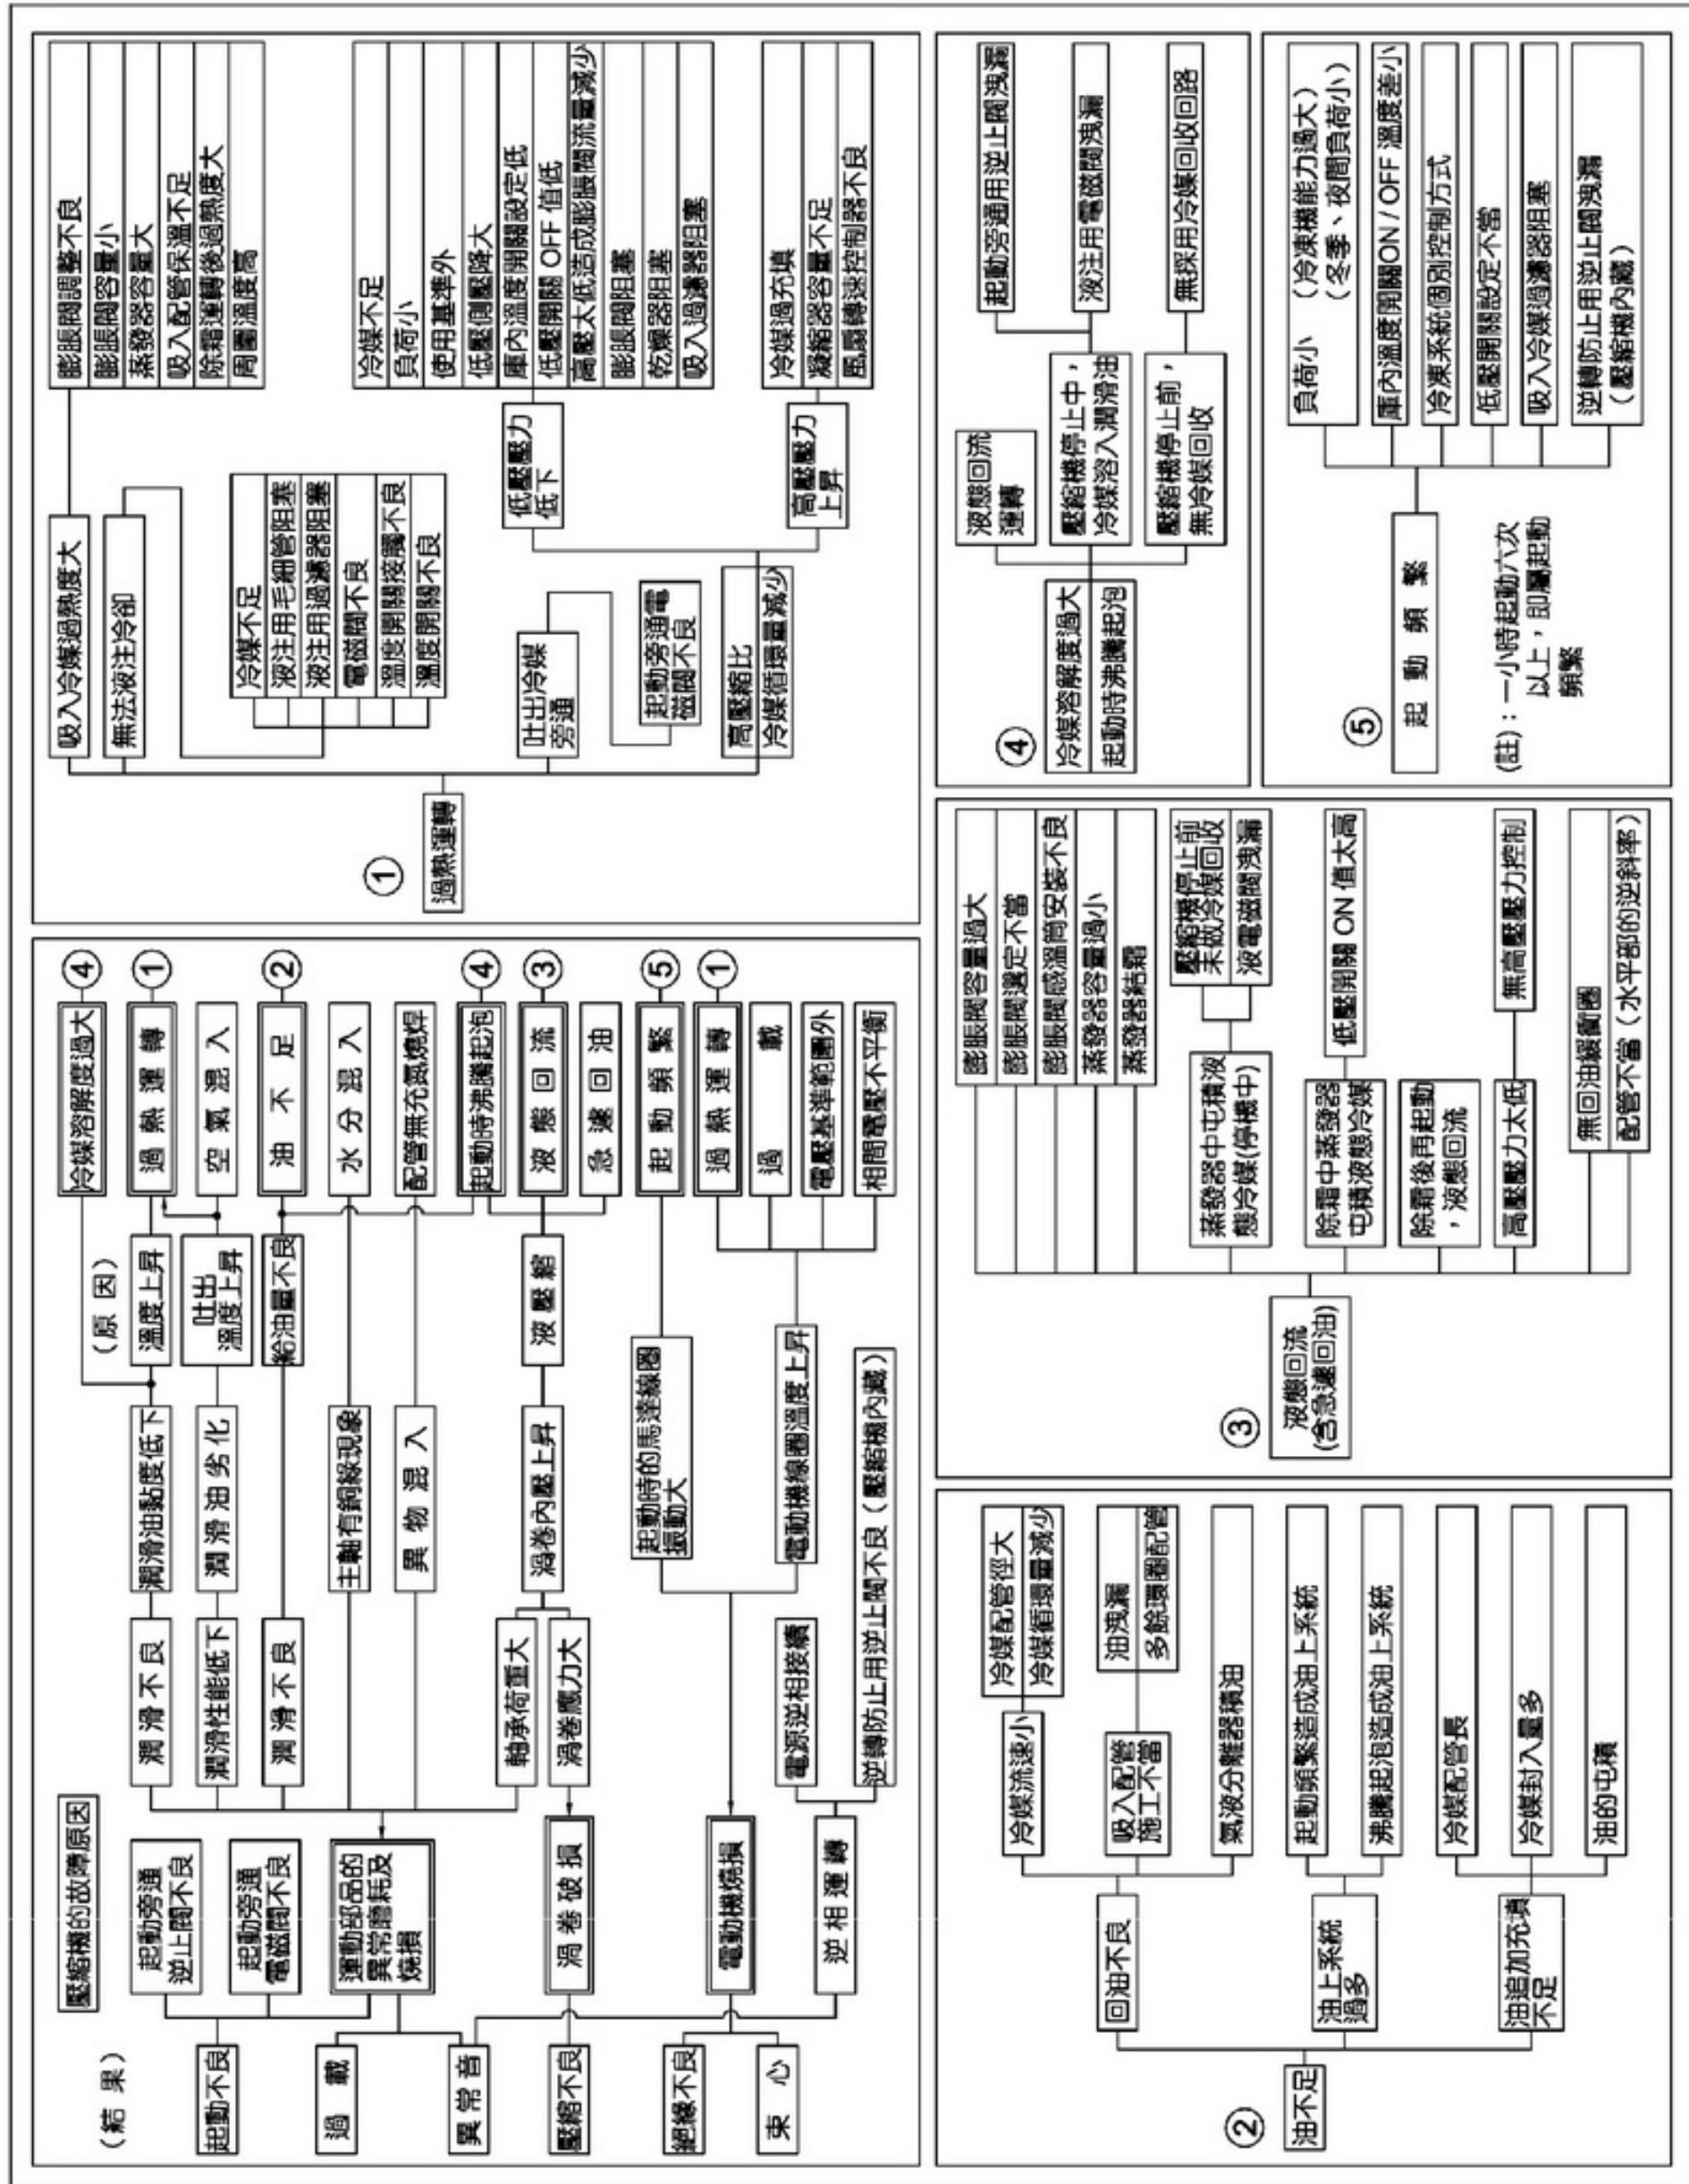 壓縮機的故障原因
(結 果)
(原 因)
起動不良
過 載
異常音
壓縮不良
絕緣不良
束 心
起動旁通
逆止閥不良
起動旁通
電磁閥不良
運動部品的
異常磨耗及
燒損
渦卷破損
電動機燒損
逆相運轉
潤滑不良
潤滑性能低下
潤滑不良
軸承荷重大
渦卷應力大
電源逆相接續
逆轉防止用逆止閥不良(壓縮機內藏)
潤滑油黏度低下
潤滑油劣化
主軸有銅綠現象
異物混入
渦卷內壓上昇
起動時的馬達線圈
振動大
電動機線圈溫度上昇
溫度上昇
吐出
溫度上昇
給油量不良
液壓縮
冷媒溶解度過大
④
過熱運轉
①
空氣混入
油不足
②
水分混入
配管無充氮燒焊
起動時沸騰起泡
④
液態回流
③
急遽回油
起動頻繁
⑤
過熱運轉
①
過 載
電壓基準範圍外
相間電壓不平衡
①
過熱運轉
吸入冷媒過熱度大
膨脹閥調整不良
膨脹閥容量小
蒸發器容量大
吸入配管保溫不足
除霜運轉後過熱度大
周圍溫度高
無法液注冷卻
冷媒不足
液注用毛細管阻塞
液注用過濾器阻塞
電磁閥不良
溫度開關接觸不良
溫度開關不良
吐出冷媒
旁通
起動旁通電
磁閥不良
高壓縮比
冷媒循環量減少
低壓壓力
低下
冷媒不足
負荷小
使用基準外
低壓側壓降大
庫內溫度開關設定低
低壓開關 OFF 值低
高壓太低造成膨脹閥流量減少
膨脹閥阻塞
乾燥器阻塞
吸入過濾器阻塞
高壓壓力
上昇
冷媒過充填
凝縮器容量不足
風扇轉速控制器不良
②
油不足
回油不良
冷媒流速小
冷媒配管徑大
冷媒循環量減少
吸入配管
施工不當
油洩漏
多餘環圈配管
氣液分離器積油
油上系統
過多
起動頻繁造成油上系統
沸騰起泡造成油上系統
油追加充填
不足
冷媒配管長
冷媒封入量多
油的屯積
③
液態回流
(含急遽回油)
膨脹閥容量過大
膨脹閥選定不當
膨脹閥感溫筒安裝不良
蒸發器容量過小
蒸發器結霜
蒸發器中屯積液
態冷媒(停機中)
壓縮機停止前
未做冷媒回收
液電磁閥洩漏
除霜中蒸發器
屯積液態冷媒
低壓開關 ON 值太高
除霜後再起動
,液態回流
高壓壓力太低
無高壓壓力控制
無回油緩衝圈
配管不當(水平部的逆斜率)
④
冷媒溶解度過大
起動時沸騰起泡
液態回流
運轉
壓縮機停止中,
冷媒溶入潤滑油
起動旁通用逆止閥洩漏
液注用電磁閥洩漏
壓縮機停止前,
無冷媒回收
無採用冷媒回收回路
⑤
起動頻繁
(註):一小時起動六次
以上,即屬起動
頻繁
負荷小 (冷凍機能力過大)
(冬季、夜間負荷小)
庫內溫度開關ON / OFF 溫度差小
冷凍系統個別控制方式
低壓開關設定不當
吸入冷媒過濾器阻塞
逆轉防止用逆止閥洩漏
(壓縮機內藏)